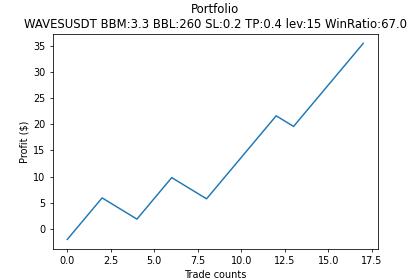 Portfolio
WAVESUSDT BBM:3.3 BBL:260 SL:0.2 TP:0.4 lev:15 WinRatio:67.0
35
30
25
20
15
10
5
0
Profit ($)
0.0 2.5 5.0 7.5 10.0 12.5 15.0 17.5
Trade counts